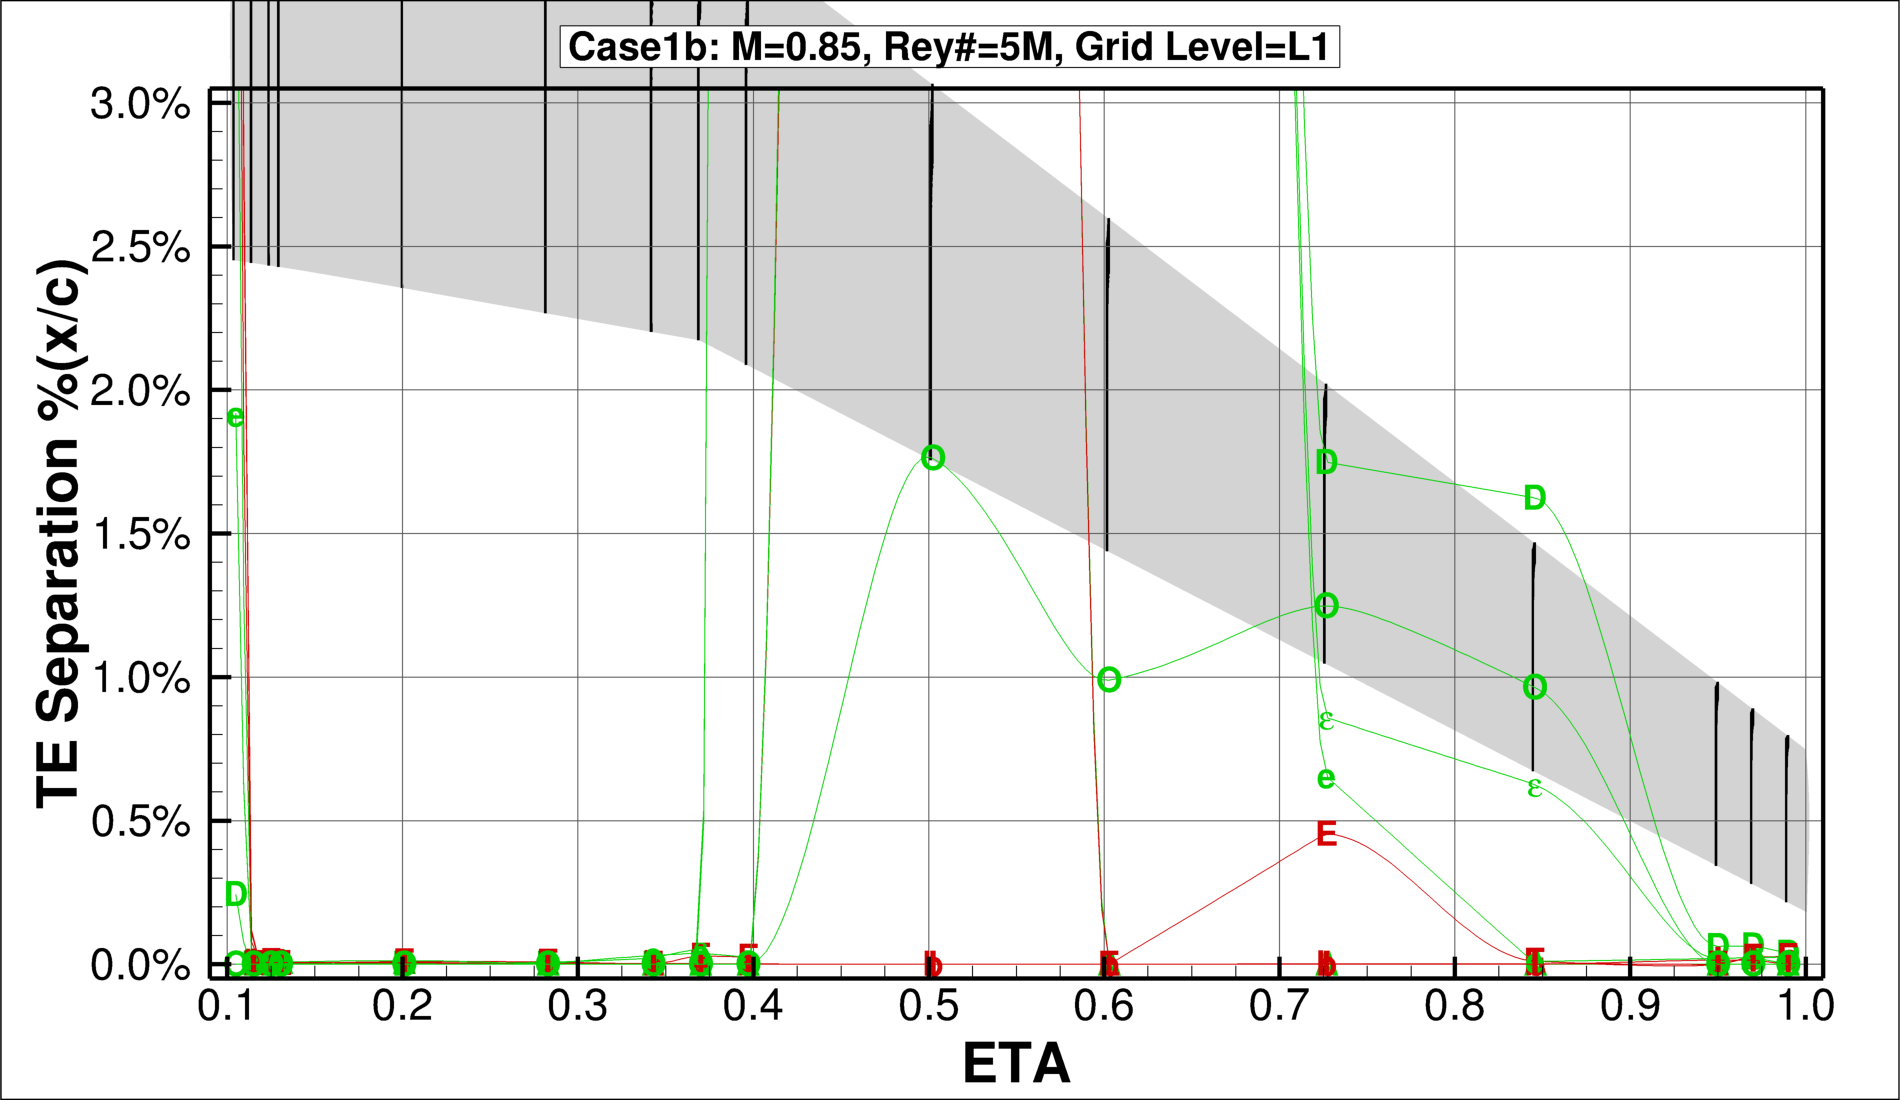 Case1b: M=0.85, Rey#=5M, Grid Level=L1
3.0%
2.5%
2.0%
1.5%
1.0%
0.5%
0.0%
TE Separation %(x/c)
e
D
O
O
D
O
ε
e
E
D
O
ε
D
D
0.1
0.2
0.3
0.4
0.5
0.6
0.7
0.8
0.9
1.0
ETA